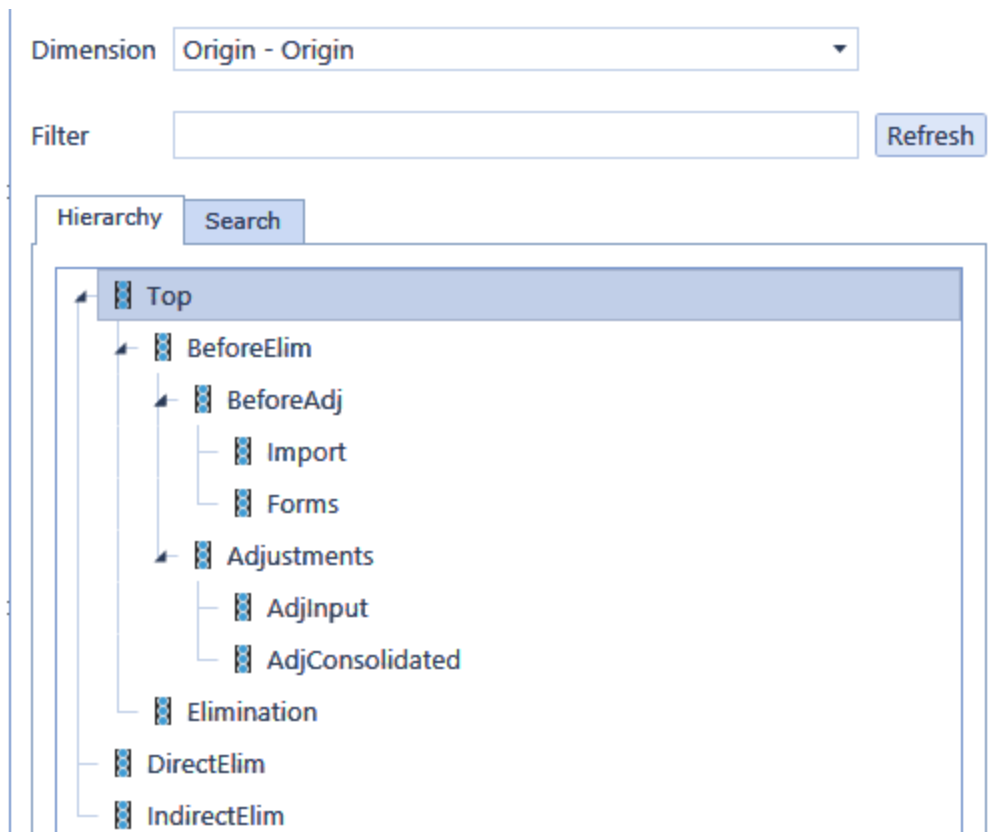 Dimension Origin - Origin
Filter Refresh
Hierarchy Search
Top
BeforeElim
BeforeAdj
Import
Forms
Adjustments
AdjInput
AdjConsolidated
Elimination
DirectElim
IndirectElim